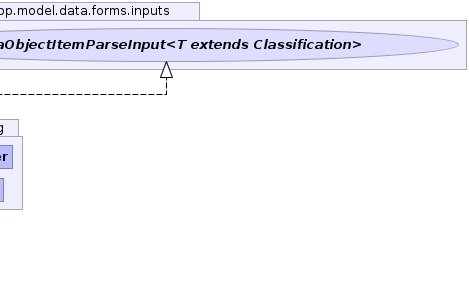 op.model.data.forms.inputs
aObjectItemParseInput<T extends Classification>
g
er